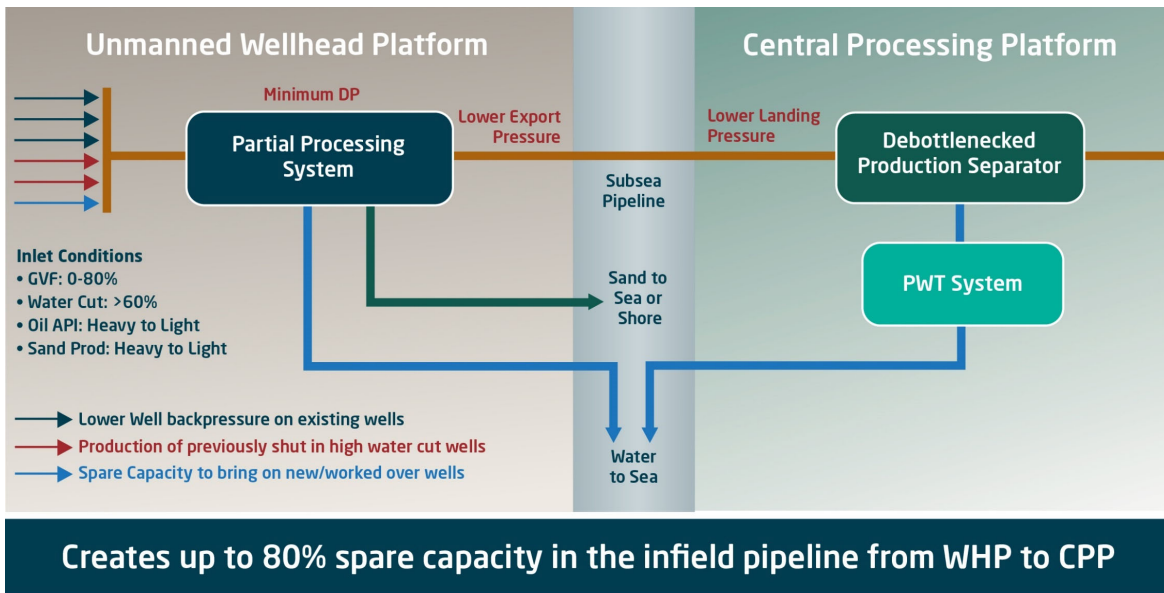 Unmanned Wellhead Platform
Central Processing Platform
Minimum DP
Partial Processing
System
Lower Export
Pressure
Lower Landing
Pressure
Debottlenecked
Production Separator
Subsea
Pipeline
Inlet Conditions
• GVF: 0-80%
• Water Cut: >60%
• Oil API: Heavy to Light
• Sand Prod: Heavy to Light
Sand to
Sea or
Shore
PWT System
Lower Well backpressure on existing wells
Production of previously shut in high water cut wells
Spare Capacity to bring on new/worked over wells
Water
to Sea
Creates up to 80% spare capacity in the infield pipeline from WHP to CPP